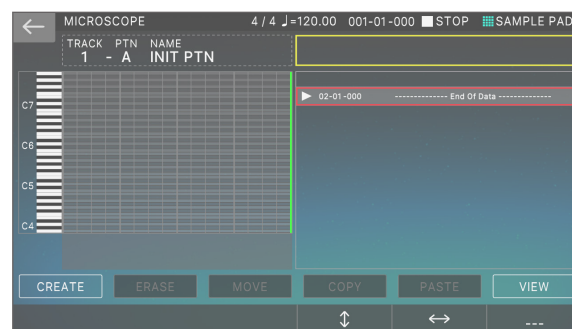 MICROSCOPE 4 / 4 ♩=120.00 001-01-000 STOP SAMPLE PAD
TRACK PTN NAME
1 - A INIT PTN
02-01-000 -------------- End Of Data --------------
C7
C6
C5
C4
CREATE ERASE MOVE COPY PASTE VIEW
---